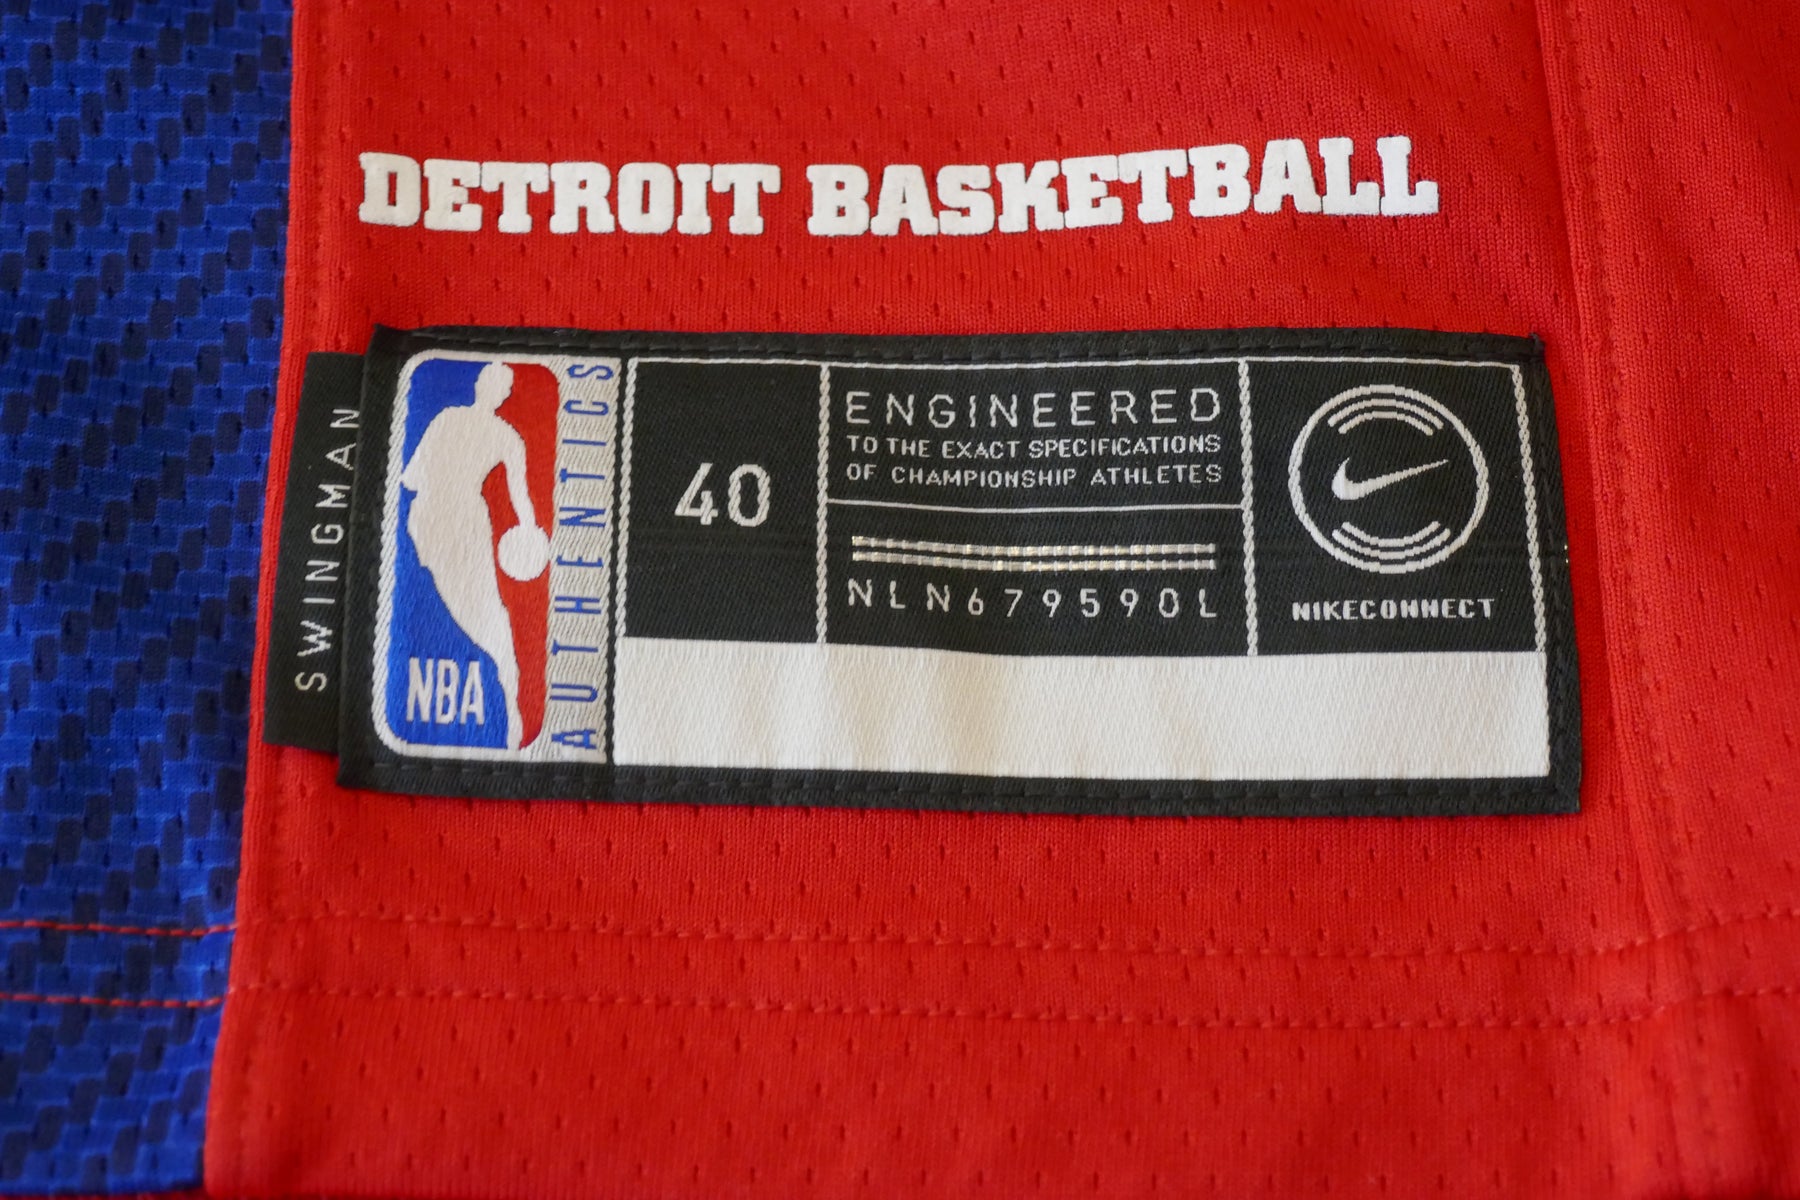 DETROIT BASKETBALL
SWINGMAN
NBA
AUTHENTICS
40
ENGINEERED
TO THE EXACT SPECIFICATIONS
OF CHAMPIONSHIP ATHLETES
NLN679590L
NIKECONNECT